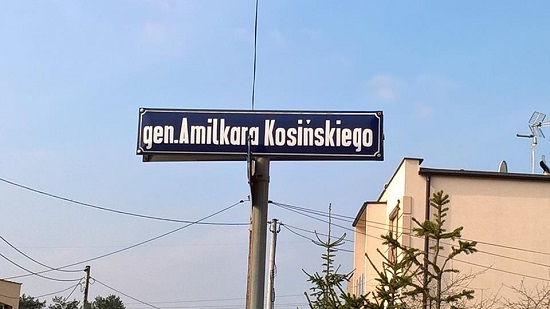 gen. Amilkara Kosińskiego